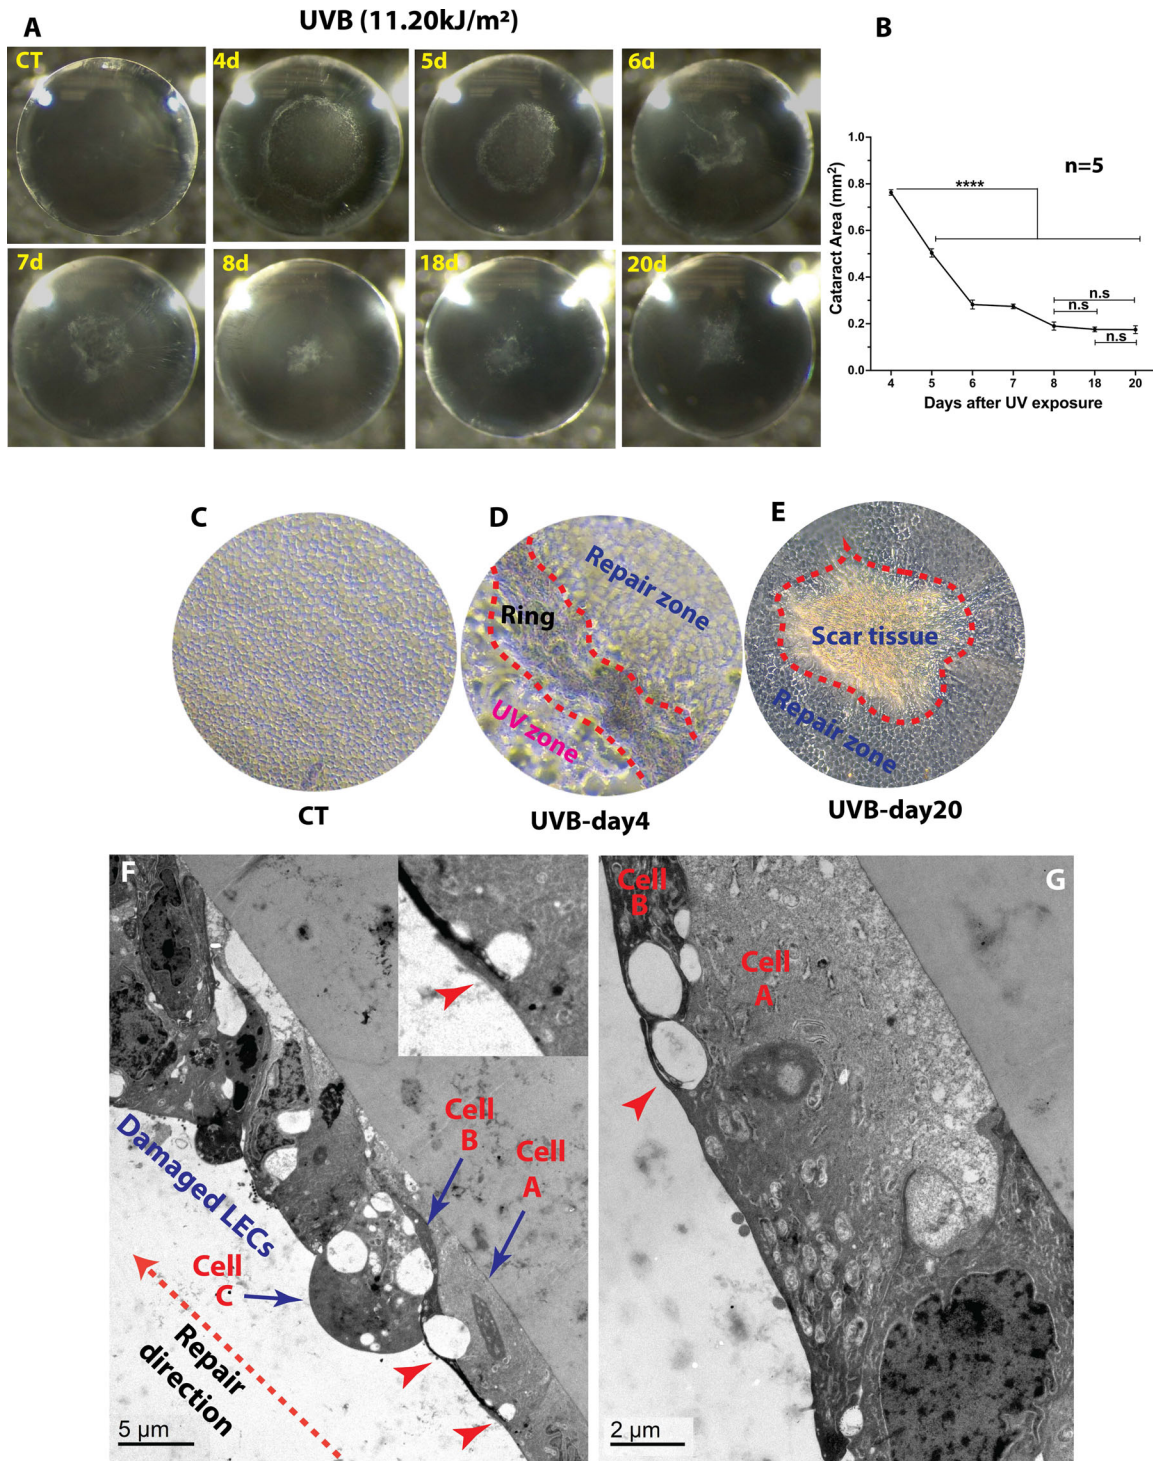 A
UVB (11.20kJ/m²)
B
CT
4d
5d
6d
7d
8d
18d
20d
1.0
0.8
0.6
0.4
0.2
0.0
Cataract Area (mm²)
n=5
****
n.s
n.s
n.s
4 5 6 7 8 18 20
Days after UV exposure
C
D
E
Ring
Repair zone
UV zone
Scar tissue
Repair zone
CT
UVB-day4
UVB-day20
F
Cell
B
Cell
A
Damaged LECs
Cell
C
Repair
direction
5 µm
G
Cell
B
Cell
A
2 µm